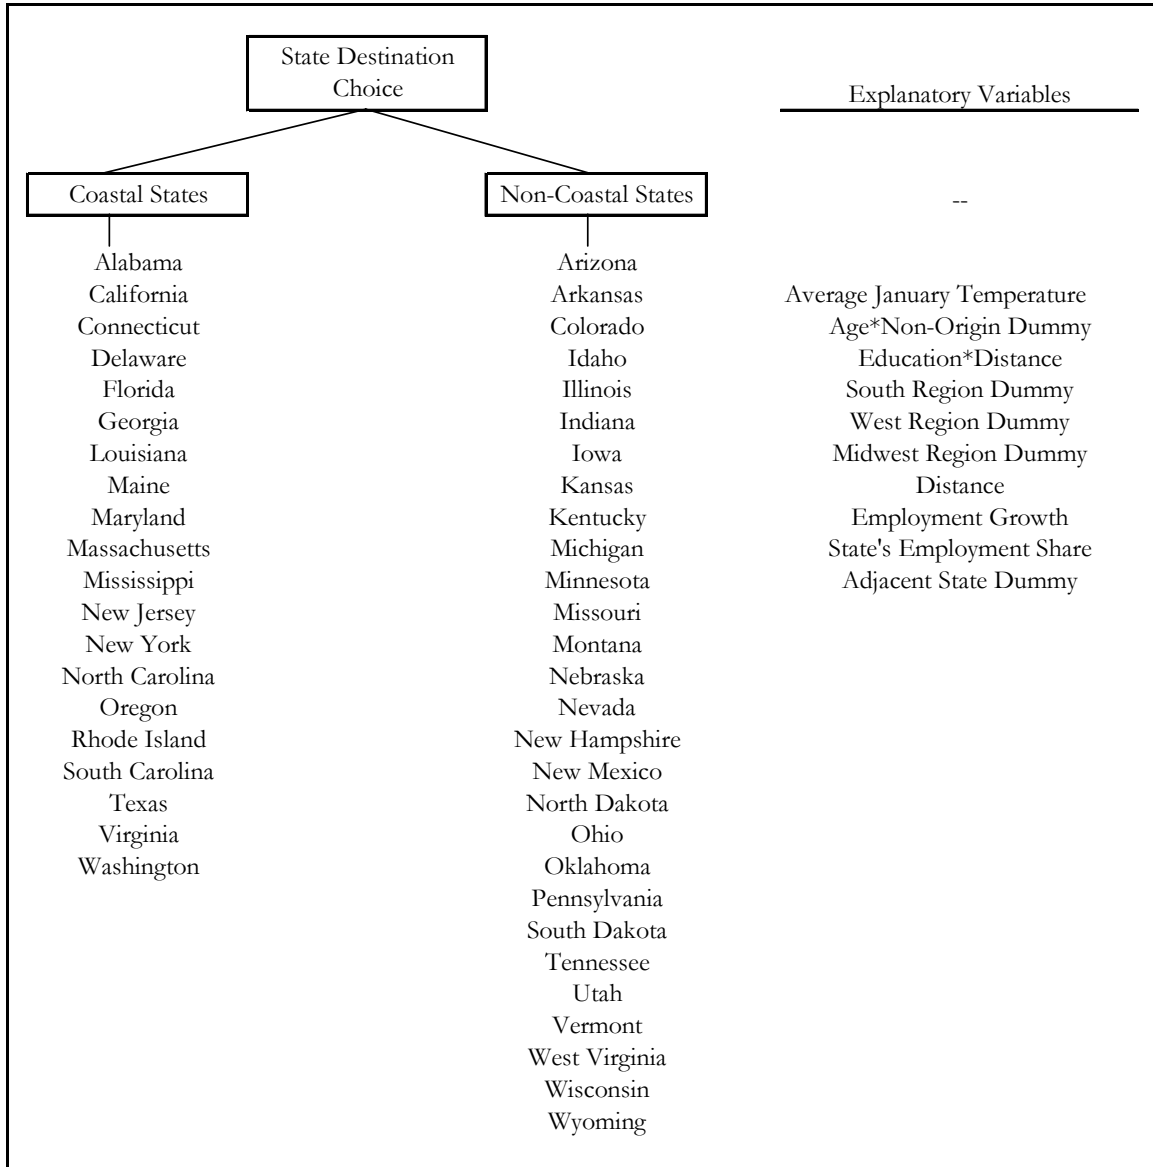 State Destination
Choice
Explanatory Variables
Coastal States
Non-Coastal States
--
Alabama
California
Connecticut
Delaware
Florida
Georgia
Louisiana
Maine
Maryland
Massachusetts
Mississippi
New Jersey
New York
North Carolina
Oregon
Rhode Island
South Carolina
Texas
Virginia
Washington
Arizona
Arkansas
Colorado
Idaho
Illinois
Indiana
Iowa
Kansas
Kentucky
Michigan
Minnesota
Missouri
Montana
Nebraska
Nevada
New Hampshire
New Mexico
North Dakota
Ohio
Oklahoma
Pennsylvania
South Dakota
Tennessee
Utah
Vermont
West Virginia
Wisconsin
Wyoming
Average January Temperature
Age*Non-Origin Dummy
Education*Distance
South Region Dummy
West Region Dummy
Midwest Region Dummy
Distance
Employment Growth
State's Employment Share
Adjacent State Dummy